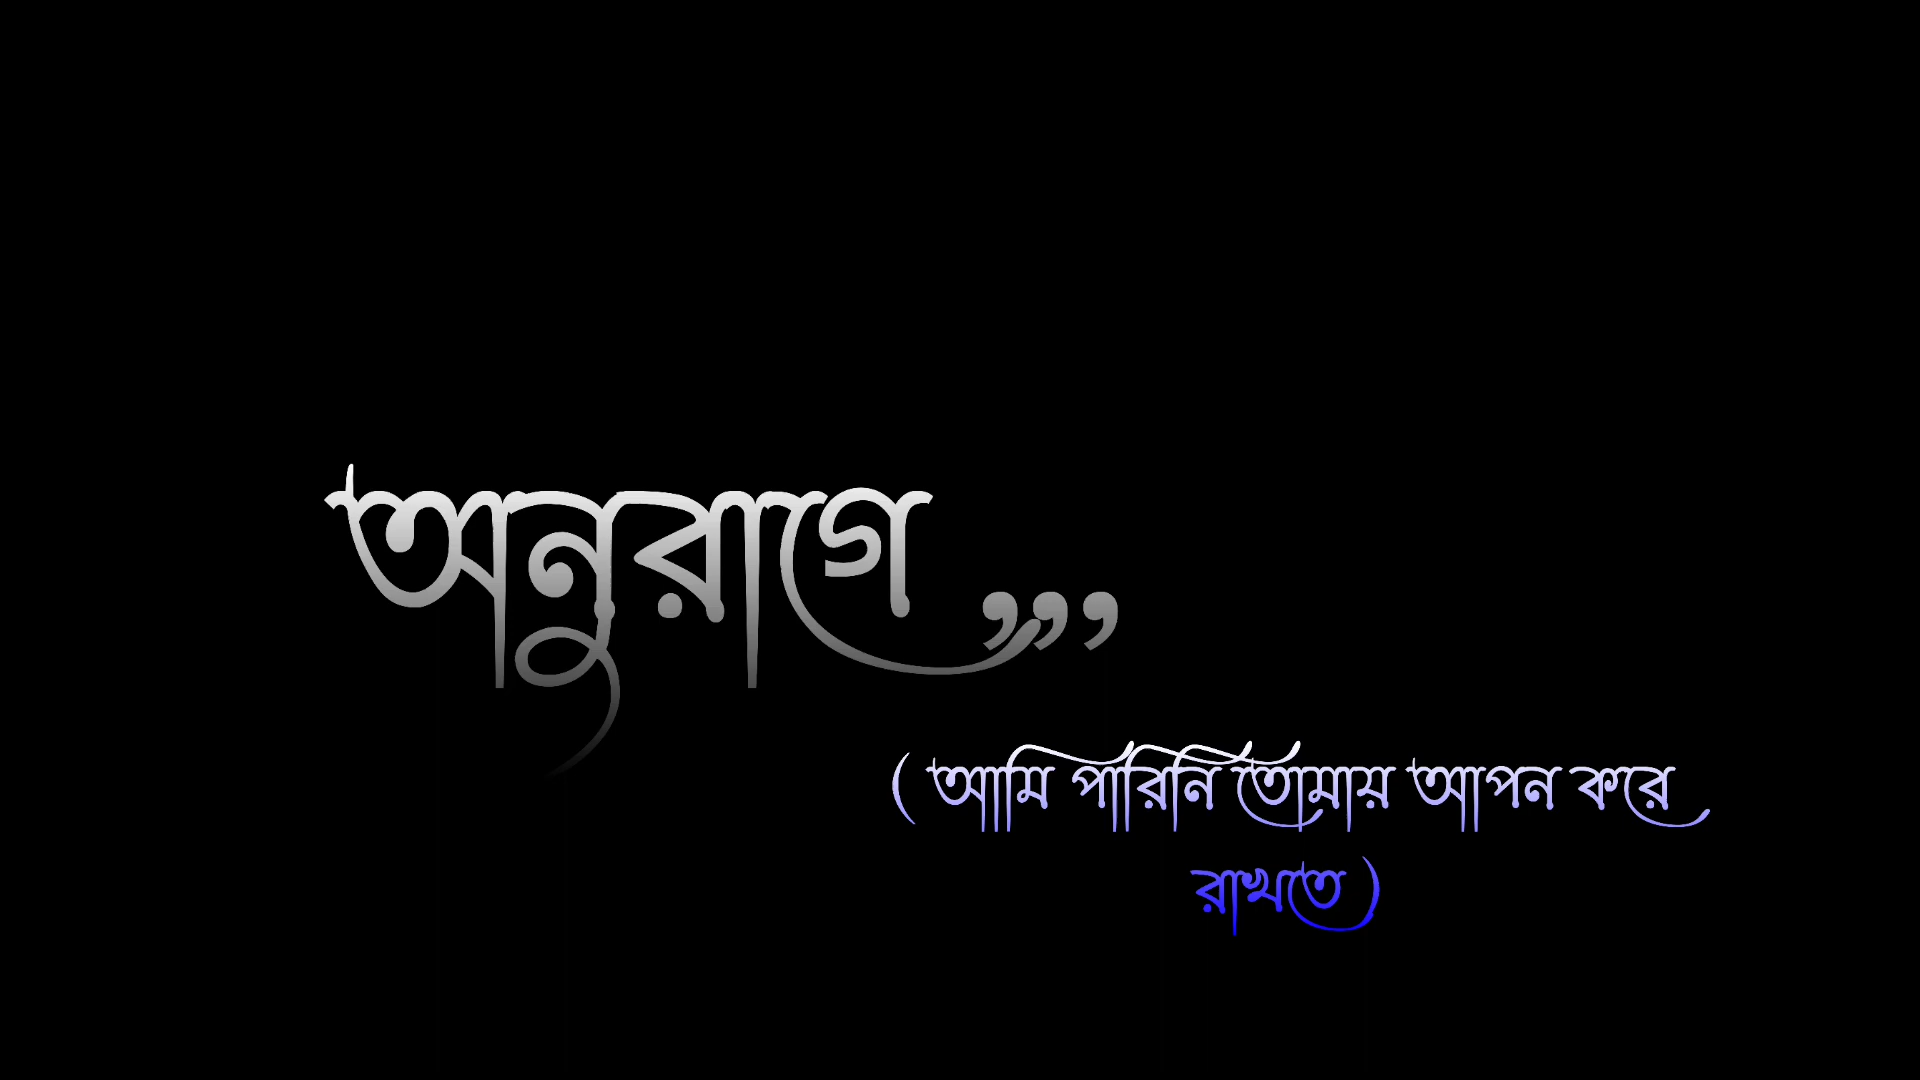 অনুরাগে ,,,
( আমি পারিনি তোমায় আপন করে
রাখতে )